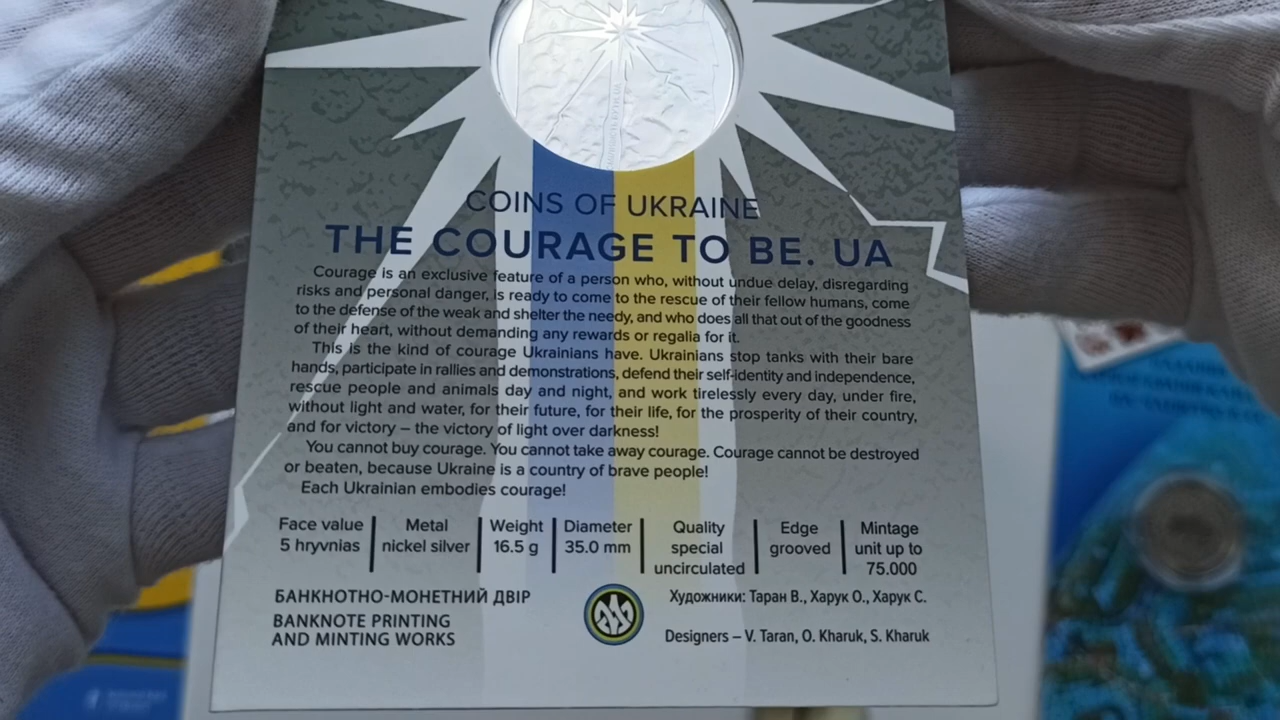 COINS OF UKRAINE
THE COURAGE TO BE. UA
Courage is an exclusive feature of a person who, without undue delay, disregarding
risks and personal danger, is ready to come to the rescue of their fellow humans, come
to the defense of the weak and shelter the needy, and who does all that out of the goodness
of their heart, without demanding any rewards or regalia for it.
This is the kind of courage Ukrainians have. Ukrainians stop tanks with their bare
hands, participate in rallies and demonstrations, defend their self-identity and independence,
rescue people and animals day and night, and work tirelessly every day, under fire,
without light and water, for their future, for their life, for the prosperity of their country,
and for victory – the victory of light over darkness!
You cannot buy courage. You cannot take away courage. Courage cannot be destroyed
or beaten, because Ukraine is a country of brave people!
Each Ukrainian embodies courage!
Face value
5 hryvnias
Metal
nickel silver
Weight
16.5 g
Diameter
35.0 mm
Quality
special
uncirculated
Edge
grooved
Mintage
unit up to
75.000
БАНКНОТНО-МОНЕТНИЙ ДВІР
BANKNOTE PRINTING
AND MINTING WORKS
Художники: Таран В., Харук О., Харук С.
Designers – V. Taran, O. Kharuk, S. Kharuk